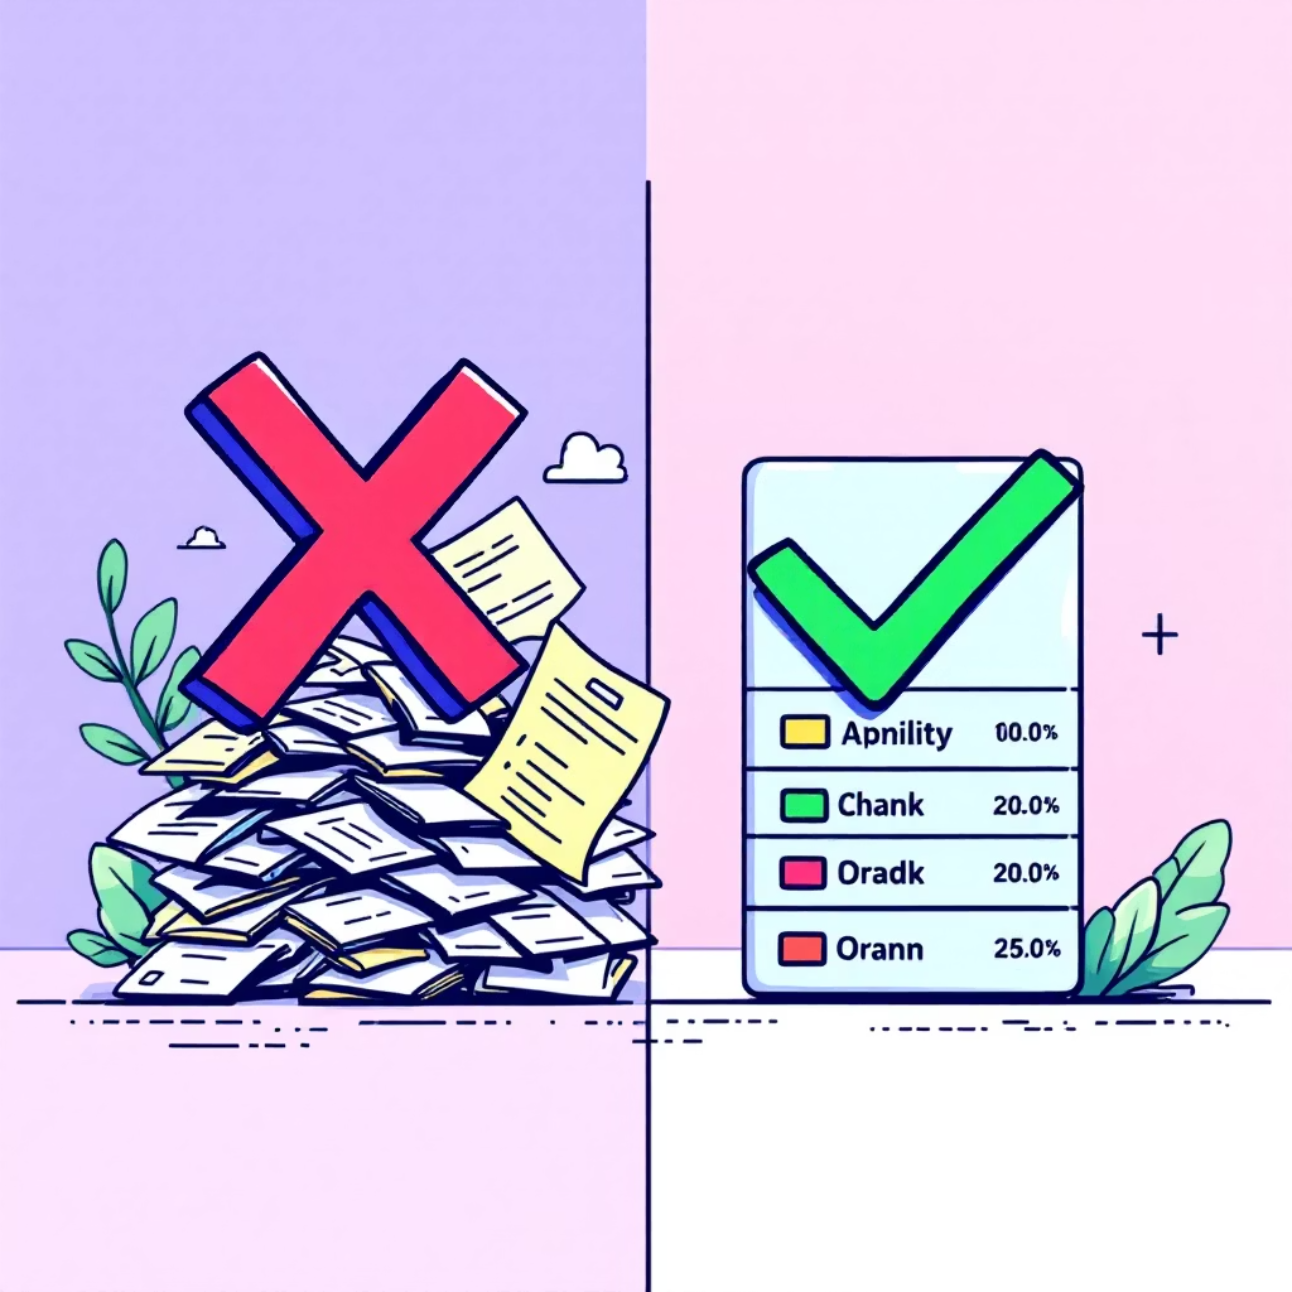 Apnility 00.0%
Chank 20.0%
Oradk 20.0%
Orann 25.0%